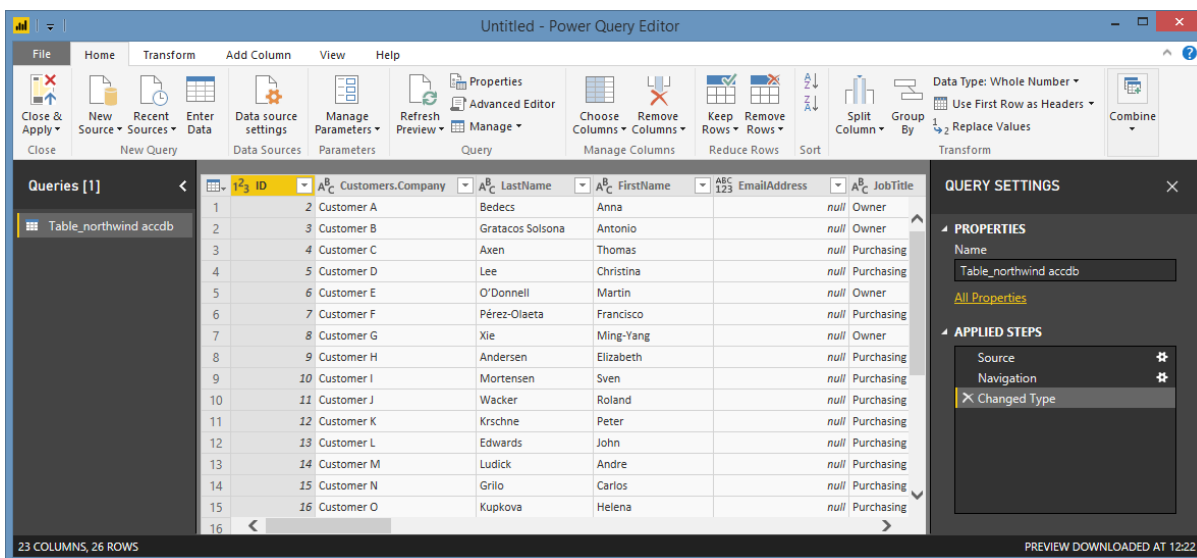 Untitled - Power Query Editor
File Home Transform Add Column View Help
Close & Apply
New Source
Recent Sources
Enter Data
Data source settings
Manage Parameters
Refresh Preview
Properties
Advanced Editor
Manage
Choose Columns
Remove Columns
Keep Rows
Remove Rows
Split Column
Group By
Data Type: Whole Number
Use First Row as Headers
Replace Values
Combine
Close New Query Data Sources Parameters Query Manage Columns Reduce Rows Sort Transform
Queries [1]
Table_northwind accdb
ID Customers.Company LastName FirstName EmailAddress JobTitle
1 2 Customer A Bedecs Anna null Owner
2 3 Customer B Gratacos Solsona Antonio null Owner
3 4 Customer C Axen Thomas null Purchasing
4 5 Customer D Lee Christina null Purchasing
5 6 Customer E O'Donnell Martin null Owner
6 7 Customer F Pérez-Olaeta Francisco null Purchasing
7 8 Customer G Xie Ming-Yang null Owner
8 9 Customer H Andersen Elizabeth null Purchasing
9 10 Customer I Mortensen Sven null Purchasing
10 11 Customer J Wacker Roland null Purchasing
11 12 Customer K Krschne Peter null Purchasing
12 13 Customer L Edwards John null Purchasing
13 14 Customer M Ludick Andre null Purchasing
14 15 Customer N Grilo Carlos null Purchasing
15 16 Customer O Kupkova Helena null Purchasing
16
QUERY SETTINGS
PROPERTIES
Name
Table_northwind accdb
All Properties
APPLIED STEPS
Source
Navigation
Changed Type
23 COLUMNS, 26 ROWS
PREVIEW DOWNLOADED AT 12:22